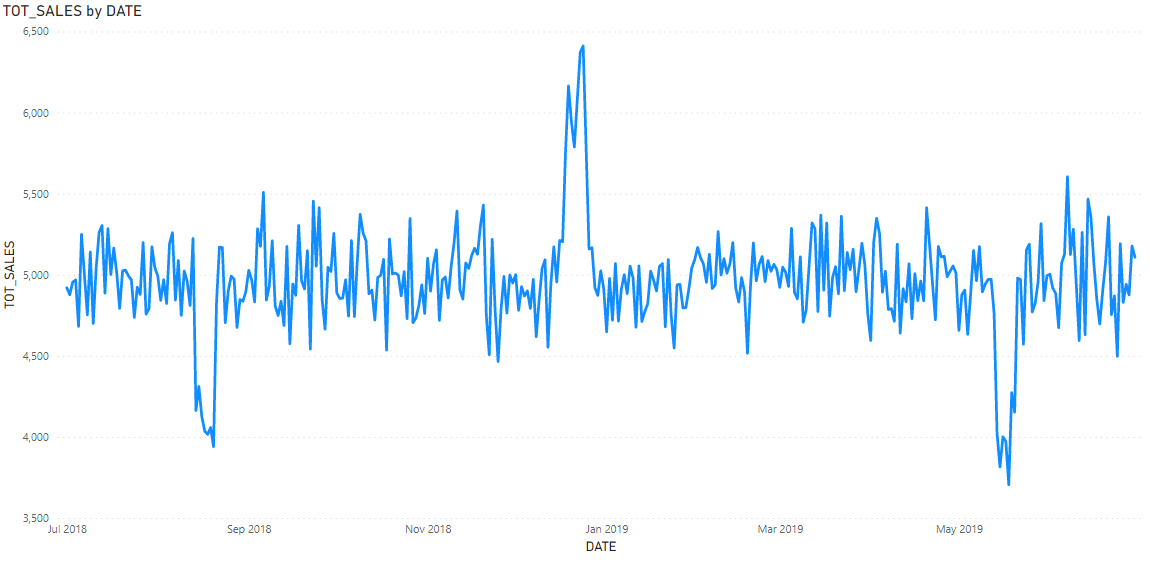 TOT_SALES by DATE
6,500
6,000
5,500
5,000
4,500
4,000
3,500
TOT_SALES
Jul 2018 Sep 2018 Nov 2018 Jan 2019 Mar 2019 May 2019
DATE